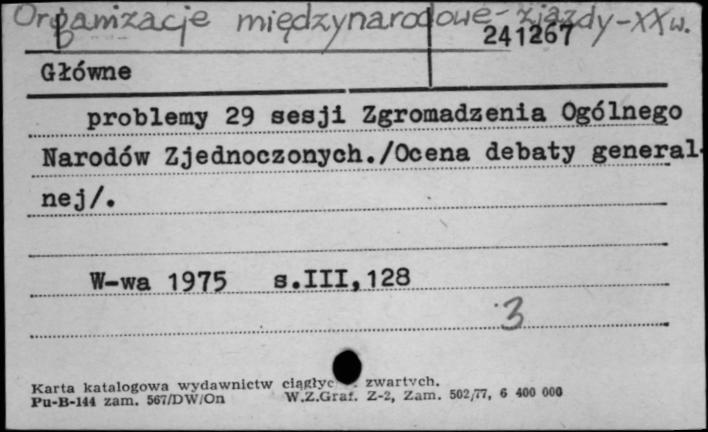 Organizacje międzynarodowe-zjazdy-XXw.
241267
Główne
problemy 29 sesji Zgromadzenia Ogólnego
Narodów Zjednoczonych./Ocena debaty general-
nej/.
W-wa 1975 s.III,128
3
Karta katalogowa wydawnictw zwartych.
Pu-B-144 zam. 567/DW/On W.Z.Graf. Z-2, Zam. 502/77, 6 400 000